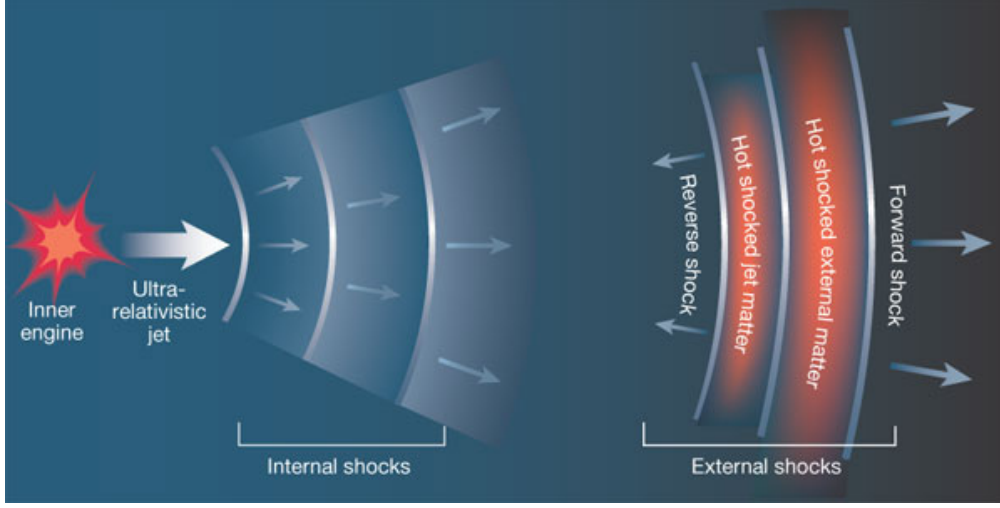 Inner
engine
Ultra-
relativistic
jet
Internal shocks
Reverse shock
Hot shocked jet matter
Hot shocked external matter
Forward shock
External shocks